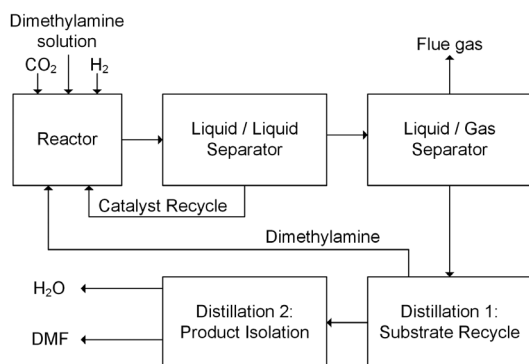 Dimethylamine
solution
CO₂
H₂
Flue gas
Reactor
Liquid / Liquid
Separator
Liquid / Gas
Separator
Catalyst Recycle
Dimethylamine
H₂O
DMF
Distillation 2:
Product Isolation
Distillation 1:
Substrate Recycle